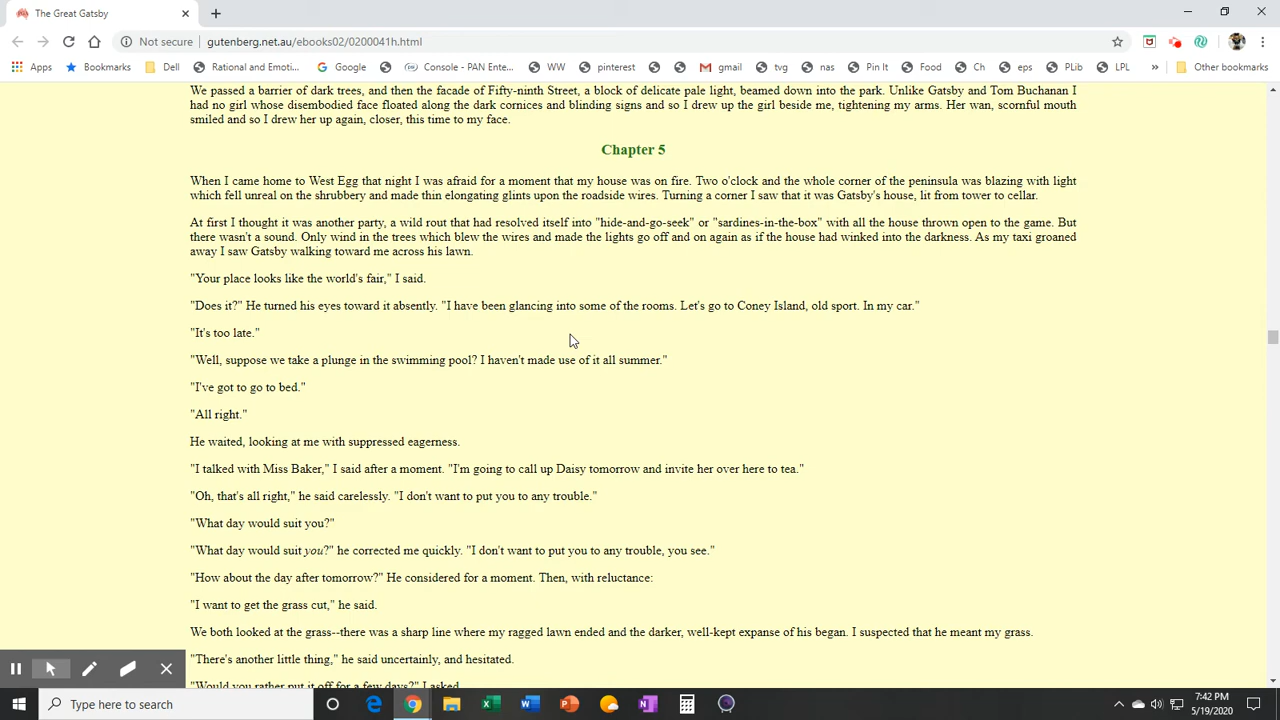 The Great Gatsby
Not secure | gutenberg.net.au/ebooks02/0200041h.html
Apps Bookmarks Dell Rational and Emoti... Google Console - PAN Ente... WW pinterest gmail tvg nas Pin It Food Ch eps PLib LPL » Other bookmarks
We passed a barrier of dark trees, and then the facade of Fifty-ninth Street, a block of delicate pale light, beamed down into the park. Unlike Gatsby and Tom Buchanan I
had no girl whose disembodied face floated along the dark cornices and blinding signs and so I drew up the girl beside me, tightening my arms. Her wan, scornful mouth
smiled and so I drew her up again, closer, this time to my face.
Chapter 5
When I came home to West Egg that night I was afraid for a moment that my house was on fire. Two o'clock and the whole corner of the peninsula was blazing with light
which fell unreal on the shrubbery and made thin elongating glints upon the roadside wires. Turning a corner I saw that it was Gatsby's house, lit from tower to cellar.
At first I thought it was another party, a wild rout that had resolved itself into "hide-and-go-seek" or "sardines-in-the-box" with all the house thrown open to the game. But
there wasn't a sound. Only wind in the trees which blew the wires and made the lights go off and on again as if the house had winked into the darkness. As my taxi groaned
away I saw Gatsby walking toward me across his lawn.
"Your place looks like the world's fair," I said.
"Does it?" He turned his eyes toward it absently. "I have been glancing into some of the rooms. Let's go to Coney Island, old sport. In my car."
"It's too late."
"Well, suppose we take a plunge in the swimming pool? I haven't made use of it all summer."
"I've got to go to bed."
"All right."
He waited, looking at me with suppressed eagerness.
"I talked with Miss Baker," I said after a moment. "I'm going to call up Daisy tomorrow and invite her over here to tea."
"Oh, that's all right," he said carelessly. "I don't want to put you to any trouble."
"What day would suit you?"
"What day would suit you?" he corrected me quickly. "I don't want to put you to any trouble, you see."
"How about the day after tomorrow?" He considered for a moment. Then, with reluctance:
"I want to get the grass cut," he said.
We both looked at the grass--there was a sharp line where my ragged lawn ended and the darker, well-kept expanse of his began. I suspected that he meant my grass.
"There's another little thing," he said uncertainly, and hesitated.
"Would you rather put it off for a few days?" I asked.
Type here to search
7:42 PM
5/19/2020